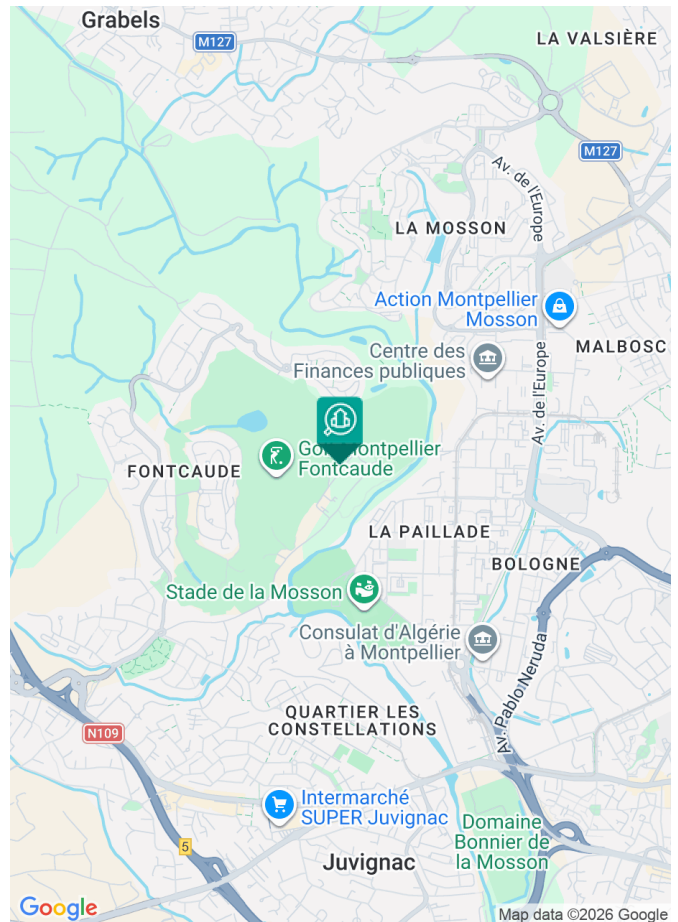 Grabels
M127
LA VALSIÈRE
M127
Av. de l'Europe
LA MOSSON
Action Montpellier
Mosson
Centre des
Finances publiques
MALBOSC
Av. de l'Europe
Golf Montpellier
Fontcaude
FONTCAUDE
LA PAILLADE
BOLOGNE
Stade de la Mosson
Consulat d'Algérie
à Montpellier
Av. Pablo Neruda
QUARTIER LES
CONSTELLATIONS
N109
Intermarché
SUPER Juvignac
5
Domaine
Bonnier de
la Mosson
Juvignac
Google
Map data ©2026 Google